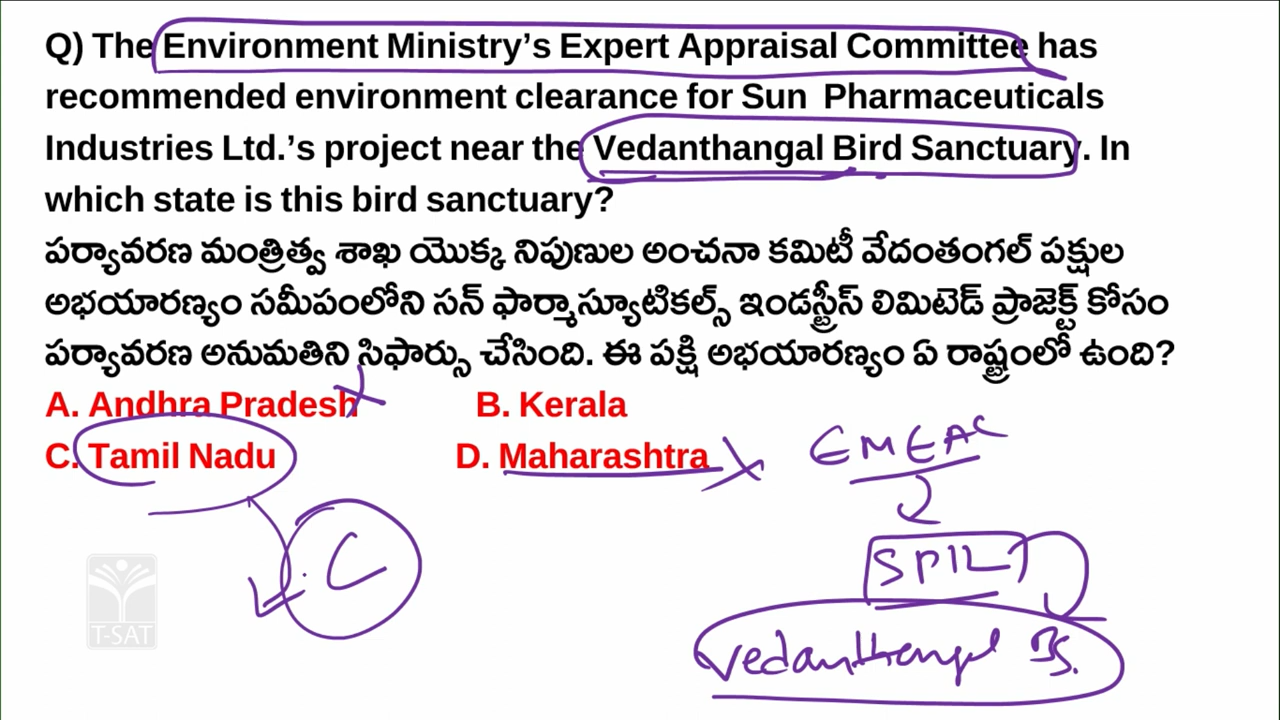 Q) The Environment Ministry’s Expert Appraisal Committee has
recommended environment clearance for Sun Pharmaceuticals
Industries Ltd.’s project near the Vedanthangal Bird Sanctuary. In
which state is this bird sanctuary?
పర్యావరణ మంత్రిత్వ శాఖ యొక్క నిపుణుల అంచనా కమిటీ వేదంతంగల్ పక్షుల
అభయారణ్యం సమీపంలోని సన్ ఫార్మాస్యూటికల్స్ ఇండస్ట్రీస్ లిమిటెడ్ ప్రాజెక్ట్ కోసం
పర్యావరణ అనుమతిని సిఫార్సు చేసింది. ఈ పక్షి అభయారణ్యం ఏ రాష్ట్రంలో ఉంది?
A. Andhra Pradesh B. Kerala
C. Tamil Nadu D. Maharashtra
EMEAC
C
SPIL
Vedanthangal BS.
T-SAT